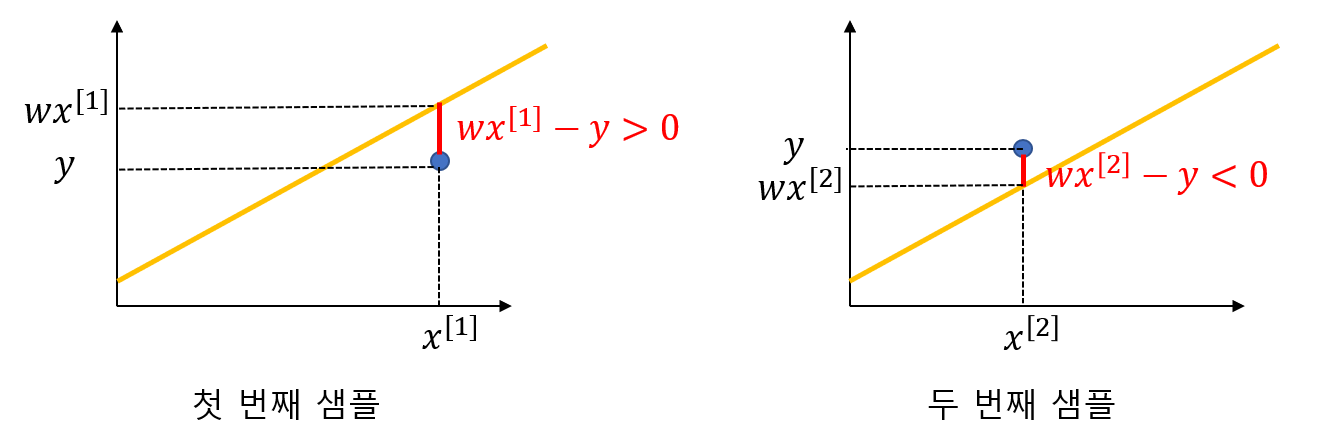 wx^[1]
y
wx^[1] − y > 0
x^[1]
첫 번째 샘플
y
wx^[2]
wx^[2] − y < 0
x^[2]
두 번째 샘플